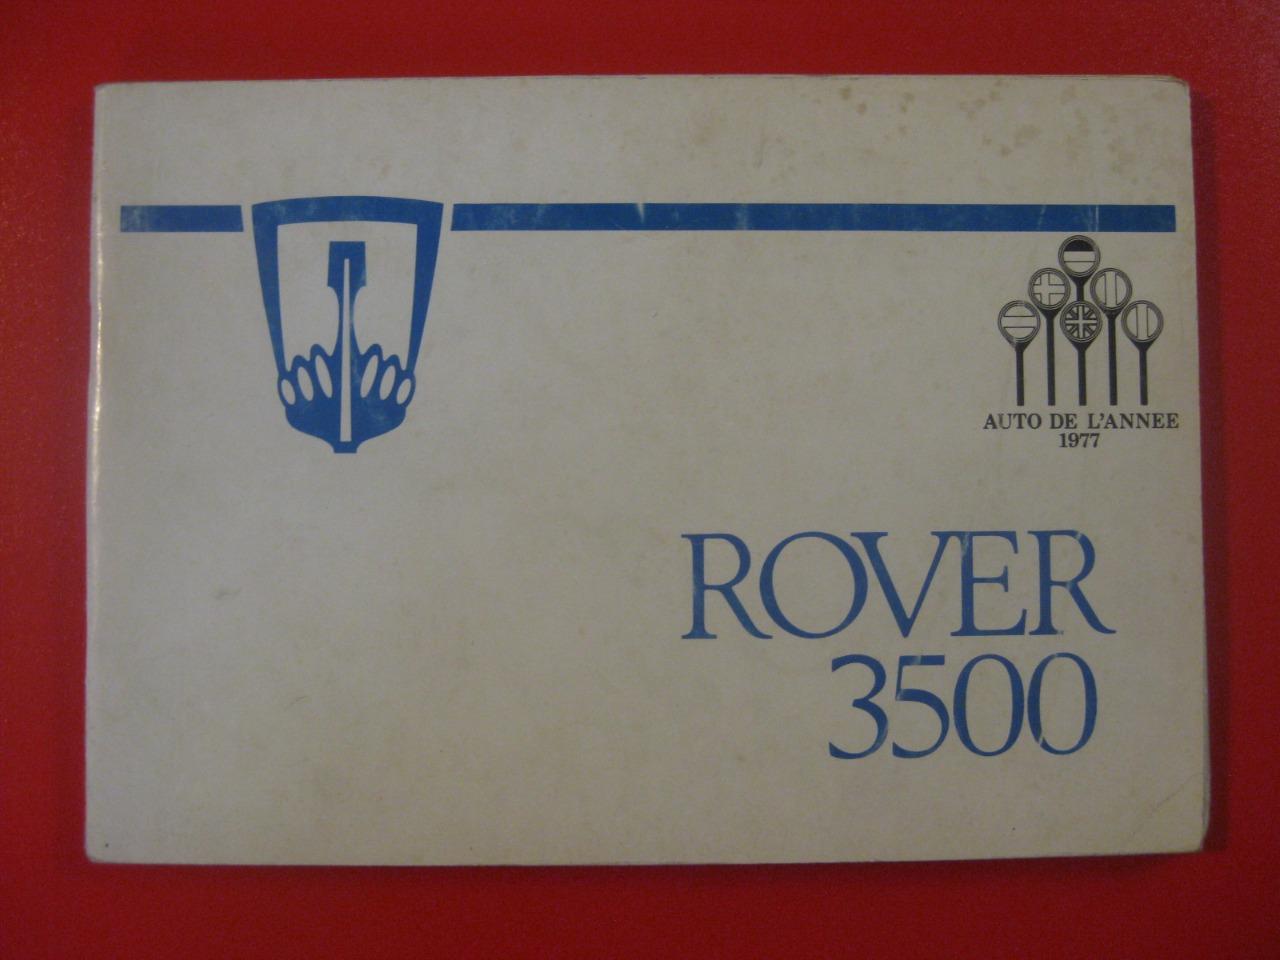 AUTO DE L'ANNEE
1977
ROVER
3500